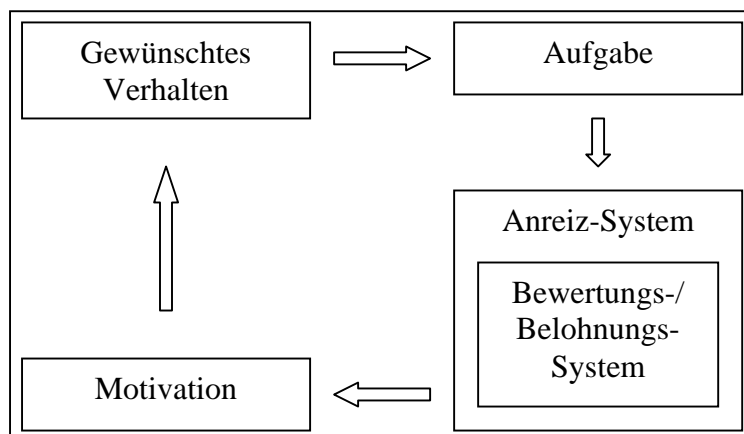 Gewünschtes
Verhalten
Aufgabe
Anreiz-System
Bewertungs-/
Belohnungs-
System
Motivation